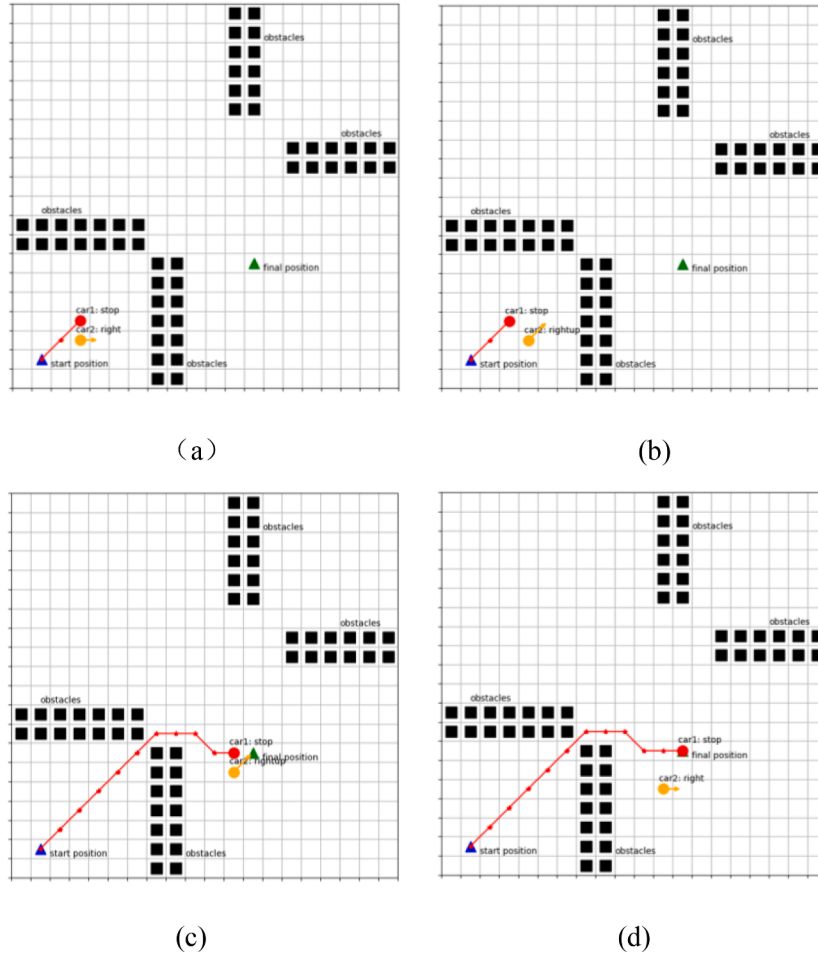 obstacles
obstacles
obstacles
final position
car1: stop
car2: right
start position
obstacles
(a)
obstacles
obstacles
obstacles
final position
car1: stop
car2: rightup
start position
obstacles
(b)
obstacles
obstacles
obstacles
car1: stop
final position
car2: rightup
start position
obstacles
(c)
obstacles
obstacles
obstacles
car1: stop
final position
car2: right
start position
obstacles
(d)